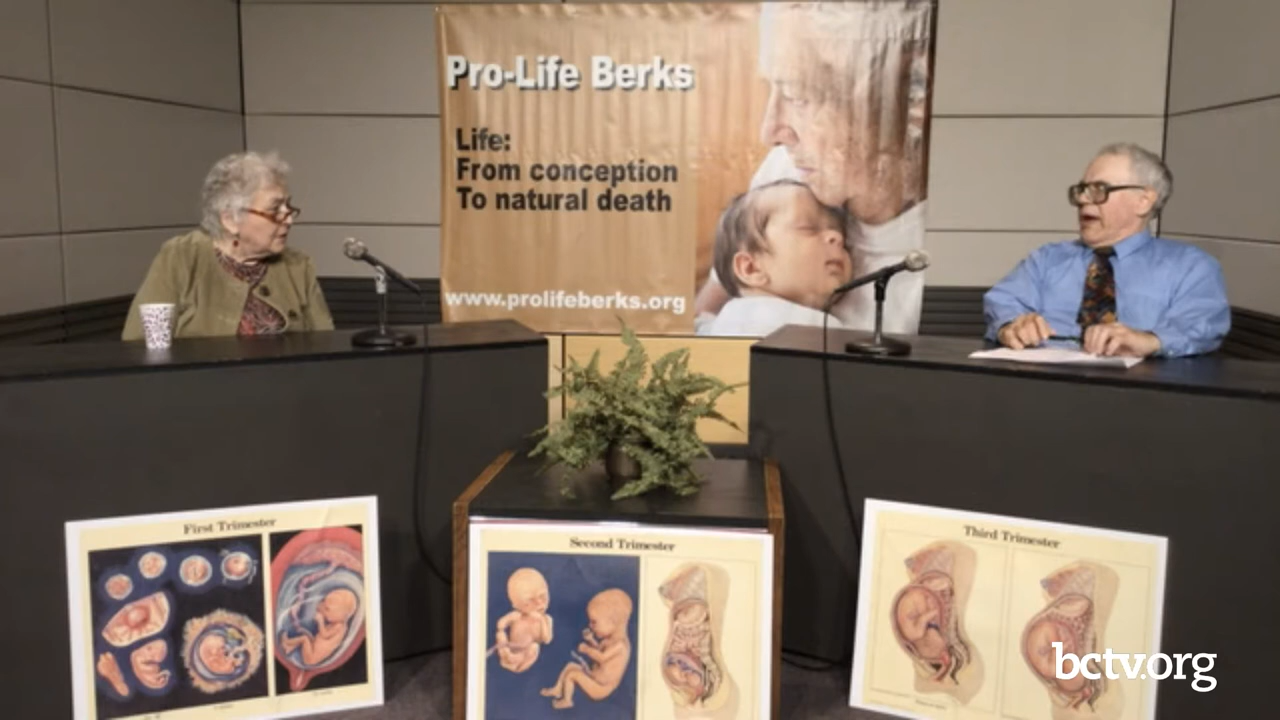 Pro-Life Berks
Life:
From conception
To natural death
www.prolifeberks.org
First Trimester
Second Trimester
Third Trimester
bctv.org